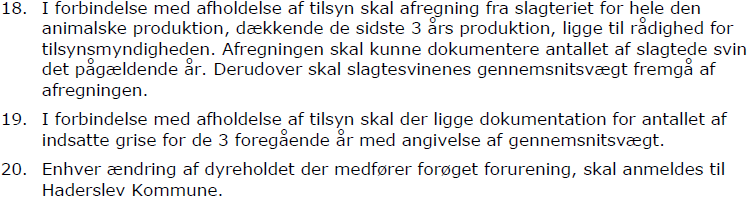 18. I forbindelse med afholdelse af tilsyn skal afregning fra slagteriet for hele den
animalske produktion, dækkende de sidste 3 års produktion, ligge til rådighed for
tilsynsmyndigheden. Afregningen skal kunne dokumentere antallet af slagtede svin
det pågældende år. Derudover skal slagtesvinenes gennemsnitsvægt fremgå af
afregningen.
19. I forbindelse med afholdelse af tilsyn skal der ligge dokumentation for antallet af
indsatte grise for de 3 foregående år med angivelse af gennemsnitsvægt.
20. Enhver ændring af dyreholdet der medfører forøget forurening, skal anmeldes til
Haderslev Kommune.